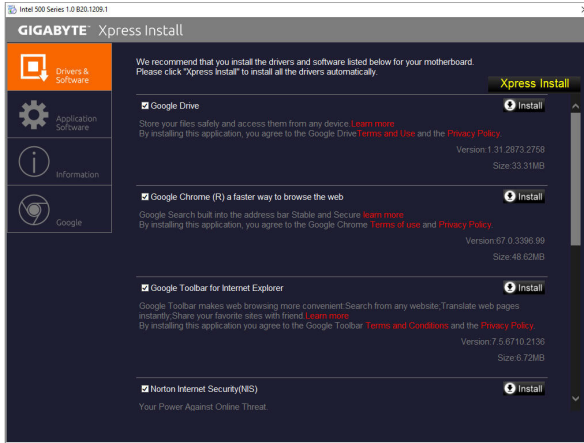 Intel 500 Series 1.0 B20.1209.1
GIGABYTE™ Xpress Install
Drivers &
Software
Application
Software
Information
Google
We recommend that you install the drivers and software listed below for your motherboard.
Please click "Xpress Install" to install all the drivers automatically.
Xpress Install
Google Drive
Install
Store your files safely and access them from any device.Learn more
By installing this application, you agree to the Google DriveTerms and Use and the Privacy Policy.
Version:1.31.2873.2758
Size:33.31MB
Google Chrome (R) a faster way to browse the web
Install
Google Search built into the address bar Stable and Secure learn more
By installing this application, you agree to the Google Chrome Terms of use and Privacy Policy.
Version:67.0.3396.99
Size:48.62MB
Google Toolbar for Internet Explorer
Install
Google Toolbar makes web browsing more convenient:Search from any website;Translate web pages
instantly;Share your favorite sites with friend.Learn more
By installing this application you agree to the Google Toolbar Terms and Conditions and the Privacy Policy.
Version:7.5.6710.2136
Size:6.72MB
Norton Internet Security(NIS)
Install
Your Power Against Online Threat.